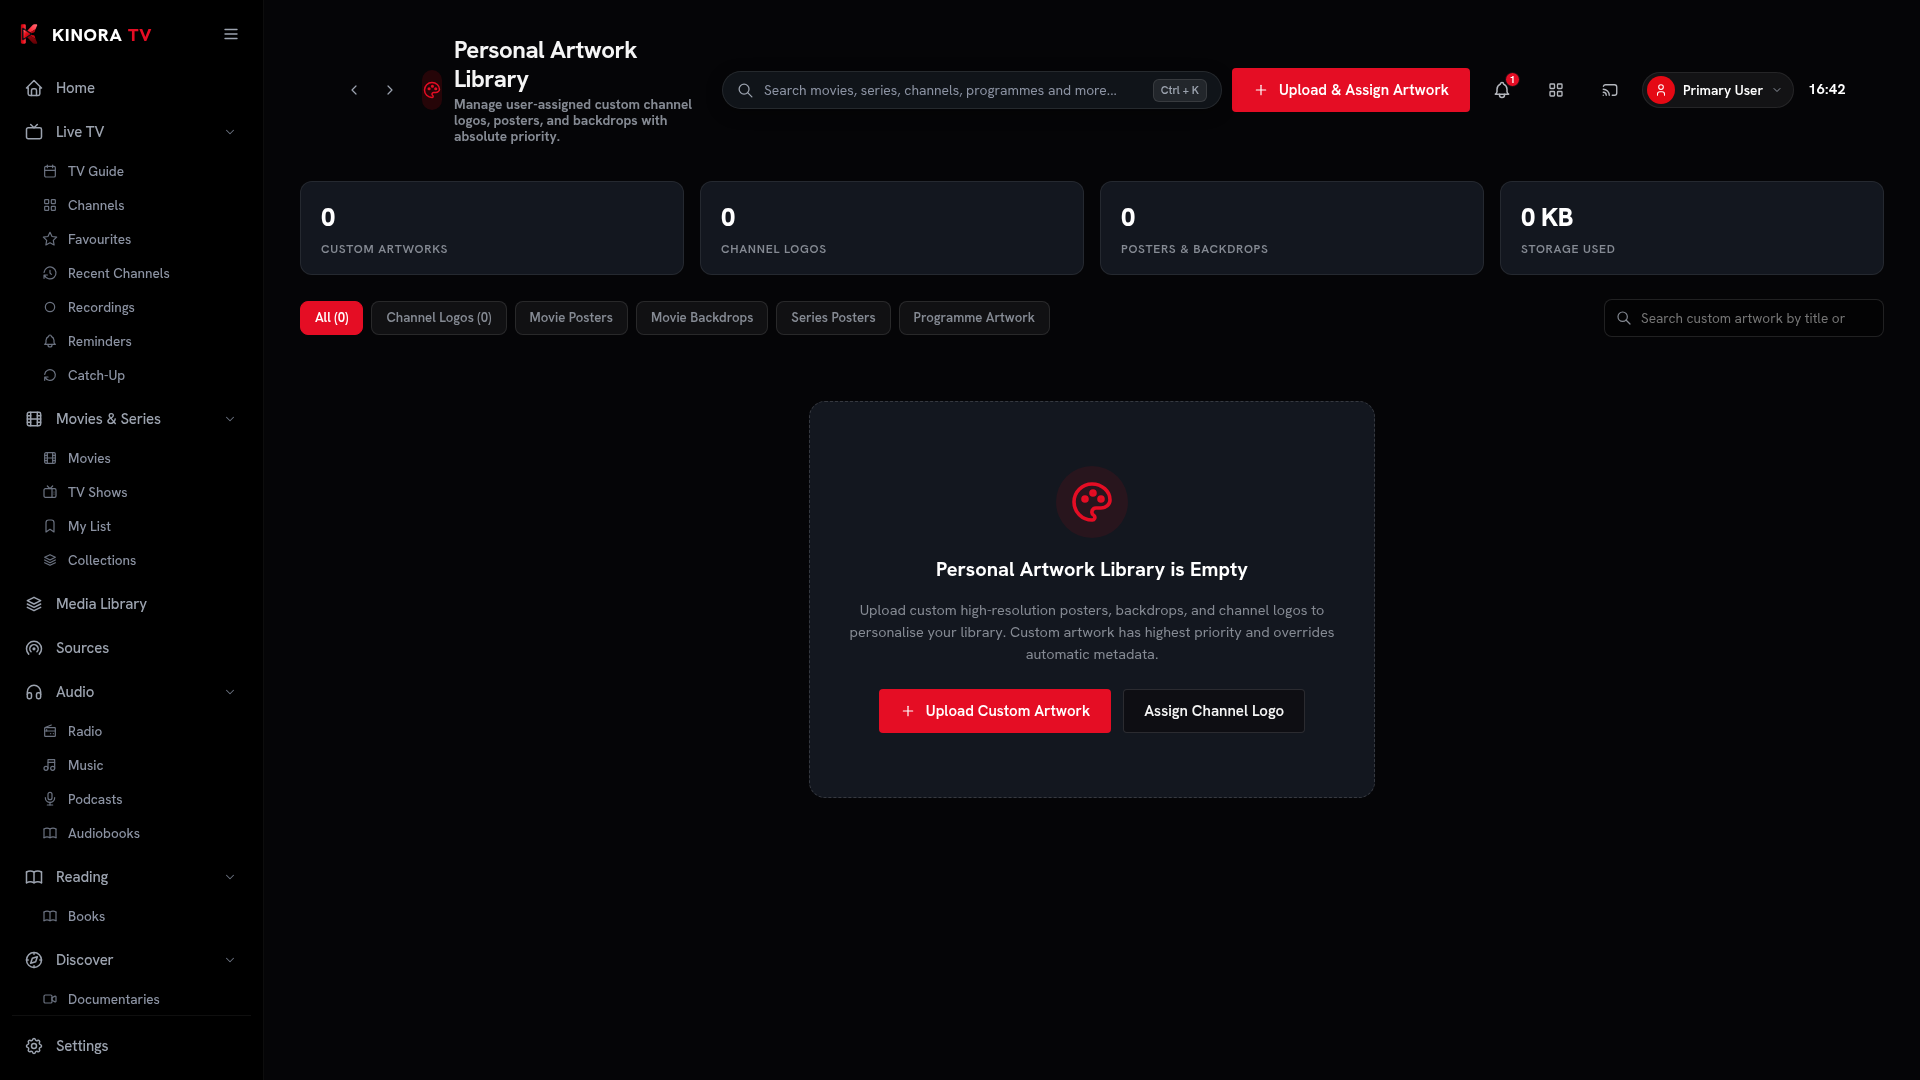 KINORA TV
Home
Live TV
TV Guide
Channels
Favourites
Recent Channels
Recordings
Reminders
Catch-Up
Movies & Series
Movies
TV Shows
My List
Collections
Media Library
Sources
Audio
Radio
Music
Podcasts
Audiobooks
Reading
Books
Discover
Documentaries
Settings
Personal Artwork
Library
Manage user-assigned custom channel
logos, posters, and backdrops with
absolute priority.
Search movies, series, channels, programmes and more...
Ctrl + K
Upload & Assign Artwork
1
Primary User
16:42
0
CUSTOM ARTWORKS
0
CHANNEL LOGOS
0
POSTERS & BACKDROPS
0 KB
STORAGE USED
All (0)
Channel Logos (0)
Movie Posters
Movie Backdrops
Series Posters
Programme Artwork
Search custom artwork by title or
Personal Artwork Library is Empty
Upload custom high-resolution posters, backdrops, and channel logos to
personalise your library. Custom artwork has highest priority and overrides
automatic metadata.
Upload Custom Artwork
Assign Channel Logo